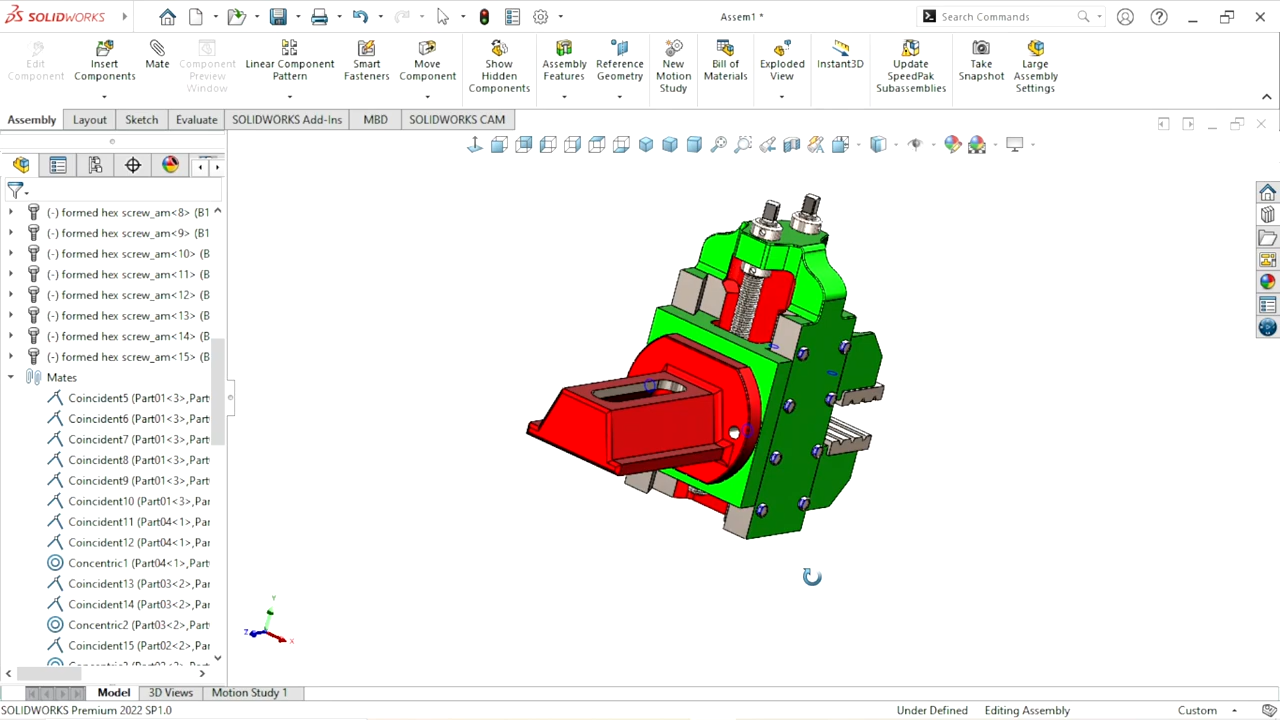 SOLIDWORKS
Assem1 *
Search Commands
Edit Component
Insert Components
Mate
Component Preview Window
Linear Component Pattern
Smart Fasteners
Move Component
Show Hidden Components
Assembly Features
Reference Geometry
New Motion Study
Bill of Materials
Exploded View
Instant3D
Update SpeedPak Subassemblies
Take Snapshot
Large Assembly Settings
Assembly
Layout
Sketch
Evaluate
SOLIDWORKS Add-Ins
MBD
SOLIDWORKS CAM
(-) formed hex screw_am<8> (B1
(-) formed hex screw_am<9> (B1
(-) formed hex screw_am<10> (B
(-) formed hex screw_am<11> (B
(-) formed hex screw_am<12> (B
(-) formed hex screw_am<13> (B
(-) formed hex screw_am<14> (B
(-) formed hex screw_am<15> (B
Mates
Coincident5 (Part01<3>,Part
Coincident6 (Part01<3>,Part
Coincident7 (Part01<3>,Part
Coincident8 (Part01<3>,Part
Coincident9 (Part01<3>,Part
Coincident10 (Part01<3>,Par
Coincident11 (Part04<1>,Par
Coincident12 (Part04<1>,Par
Concentric1 (Part04<1>,Part
Coincident13 (Part03<2>,Par
Coincident14 (Part03<2>,Par
Concentric2 (Part03<2>,Part
Coincident15 (Part02<2>,Par
Y
Z
X
Model
3D Views
Motion Study 1
SOLIDWORKS Premium 2022 SP1.0
Under Defined
Editing Assembly
Custom